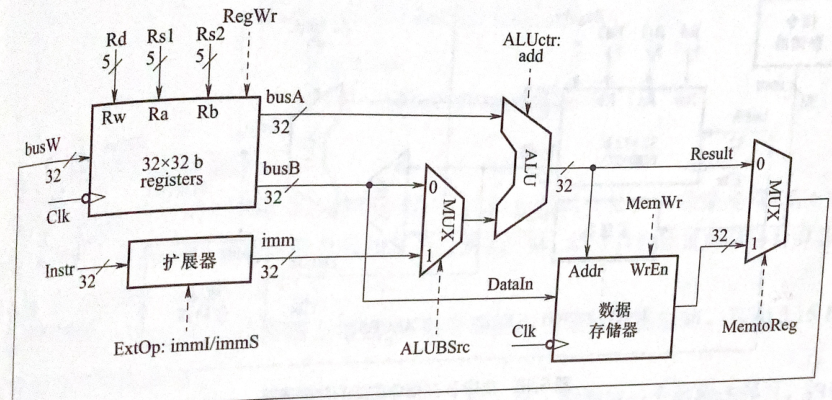 RegWr
Rd Rs1 Rs2
5 5 5
ALUctr:
add
Rw Ra Rb
busA
32
busW
32
32×32 b
registers
busB
32
Clk
ALU
32
Result
0
MUX
1
0
MUX
1
MemWr
32
Instr
32
扩展器
imm
32
Addr WrEn
DataIn
数据
存储器
Clk
ExtOp: immI/immS
ALUBSrc
MemtoReg